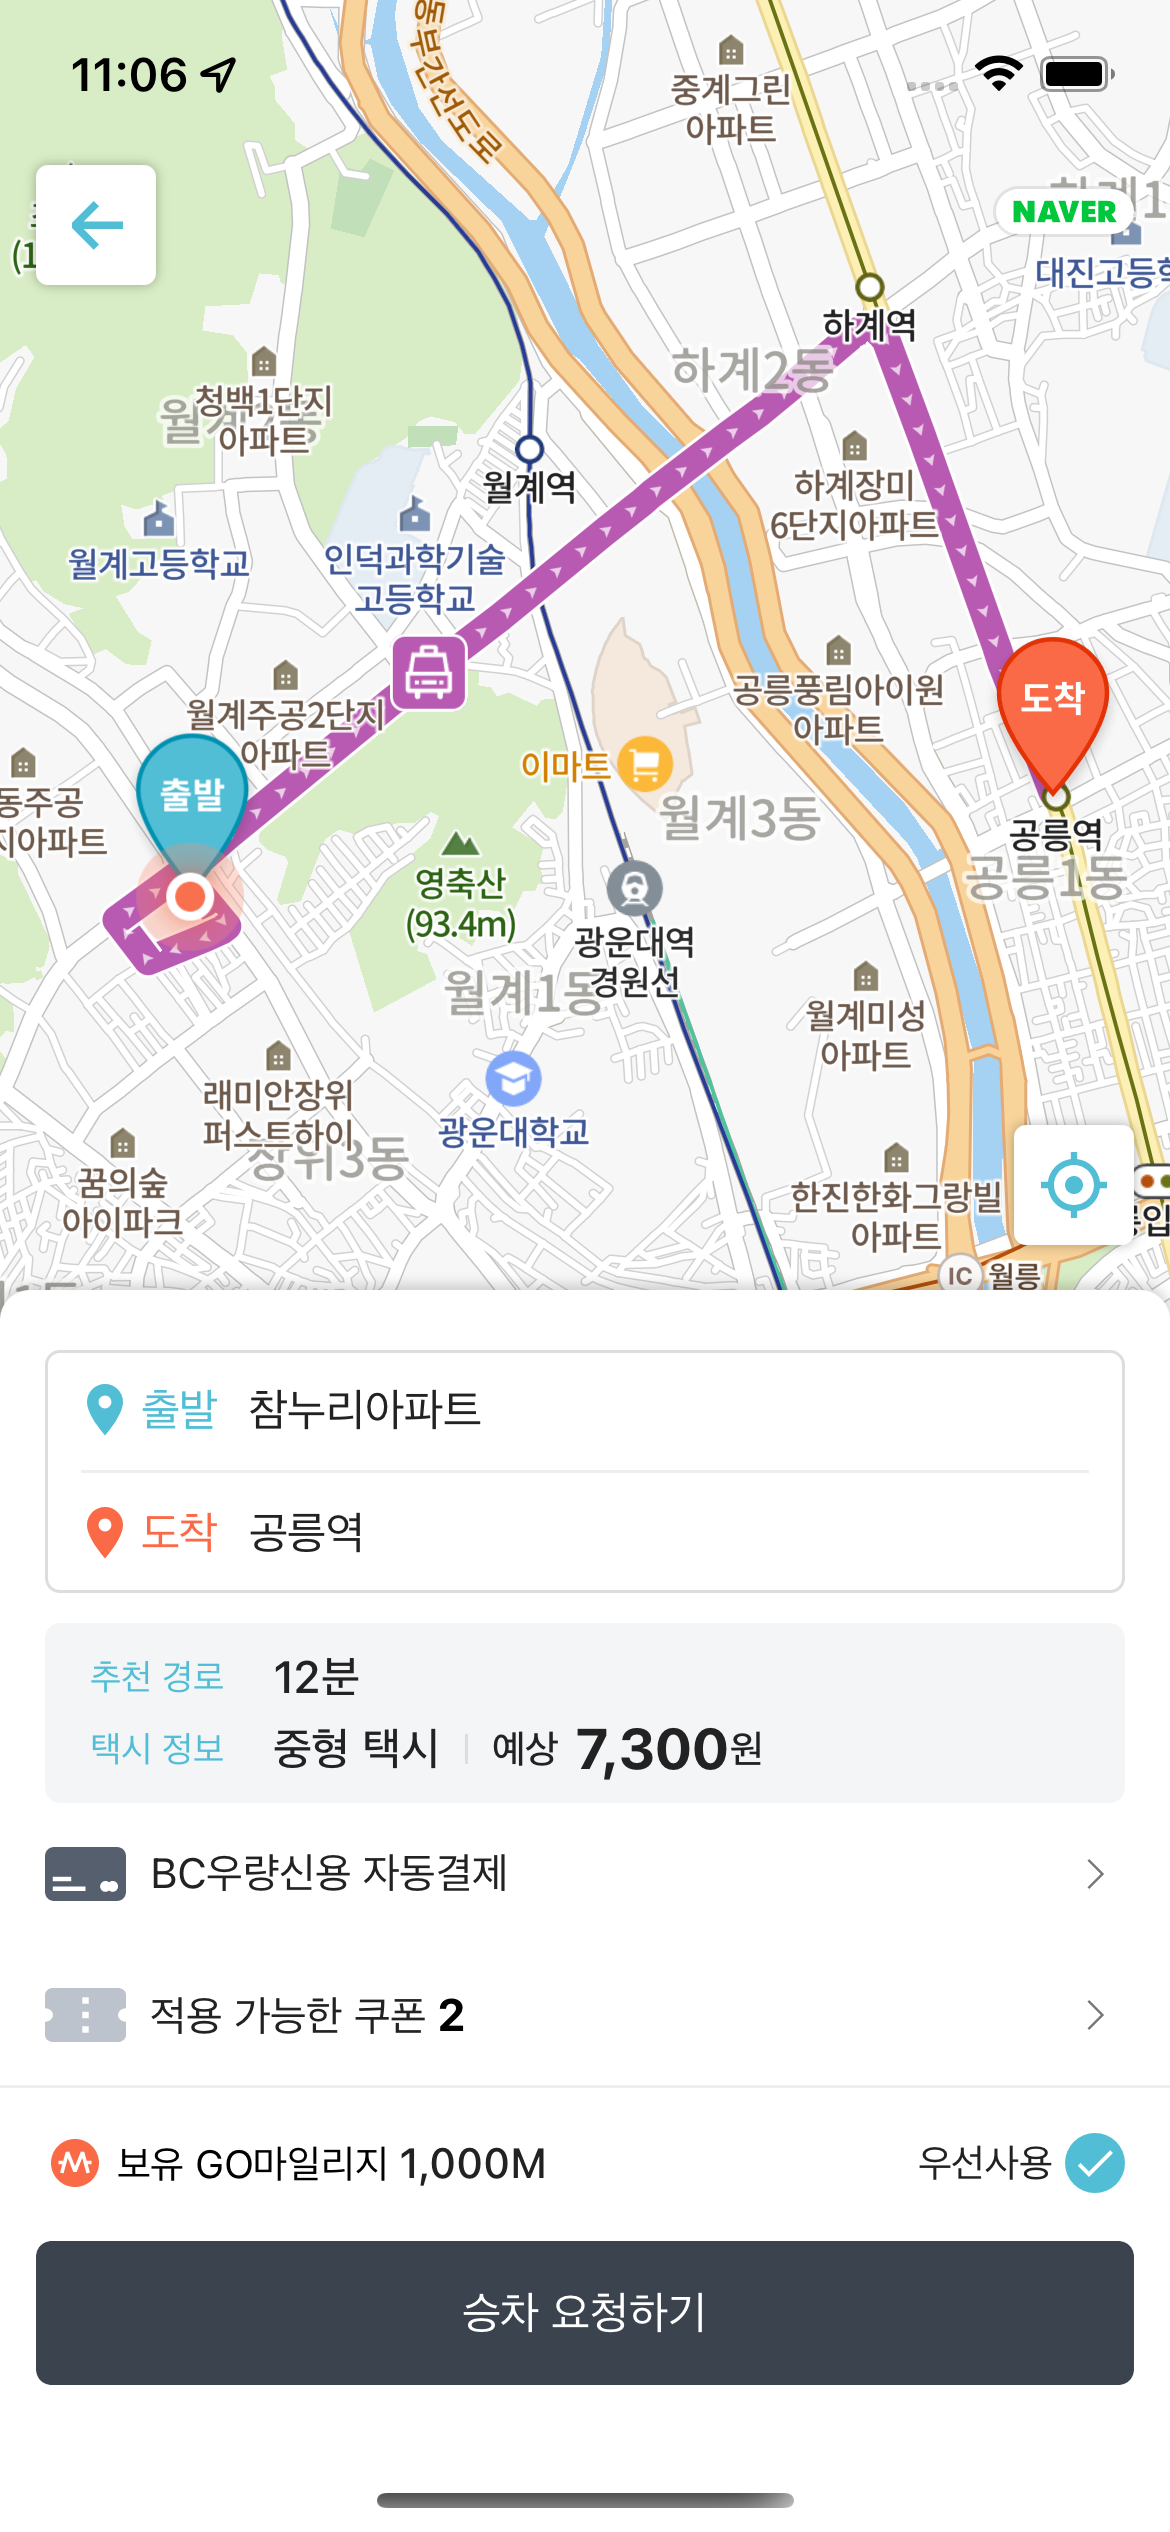 11:06
동부간선도로
중계그린
아파트
NAVER
대진고등학
하계역
하계2동
청백1단지
아파트
월계역
하계장미
6단지아파트
월계고등학교
인덕과학기술
고등학교
월계주공2단지
아파트
공릉풍림아이원
아파트
도착
출발
이마트
월계3동
동주공
지아파트
공릉역
공릉1동
영축산
(93.4m)
광운대역
경원선
월계1동
월계미성
아파트
래미안장위
퍼스트하이
장위3동
광운대학교
꿈의숲
아이파크
한진한화그랑빌
아파트
IC 월릉
출발 참누리아파트
도착 공릉역
추천 경로 12분
택시 정보 중형 택시 예상 7,300원
BC우량신용 자동결제
적용 가능한 쿠폰 2
보유 GO마일리지 1,000M
우선사용
승차 요청하기